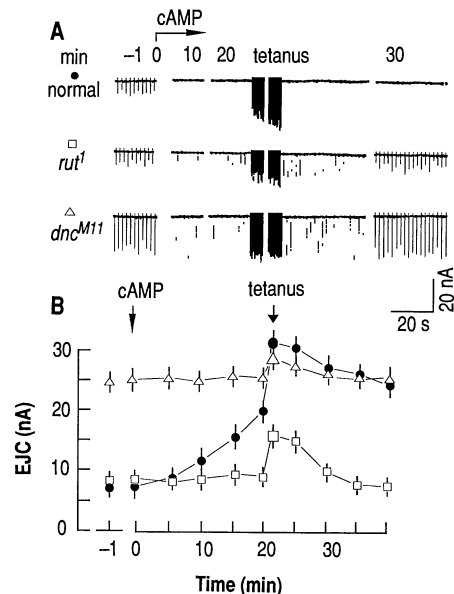 A
cAMP
min −1 0 10 20 tetanus 30
● normal
□ rut¹
△ dncᴹ¹¹
20 nA
20 s
B
cAMP tetanus
30
20
10
0
EJC (nA)
−1 0 10 20 30
Time (min)